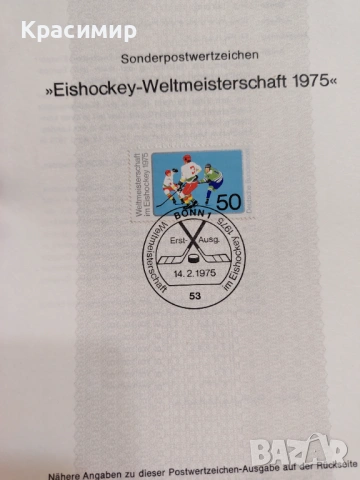 Красимир
Sonderpostwertzeichen
»Eishockey-Weltmeisterschaft 1975«
Weltmeisterschaft
im Eishockey 1975
50
BONN 1
Weltmeisterschaft
im Eishockey 1975
Erst- Ausg.
14.2.1975
53
Nähere Angaben zu dieser Postwertzeichen-Ausgabe auf der Rückseite
BAZAR